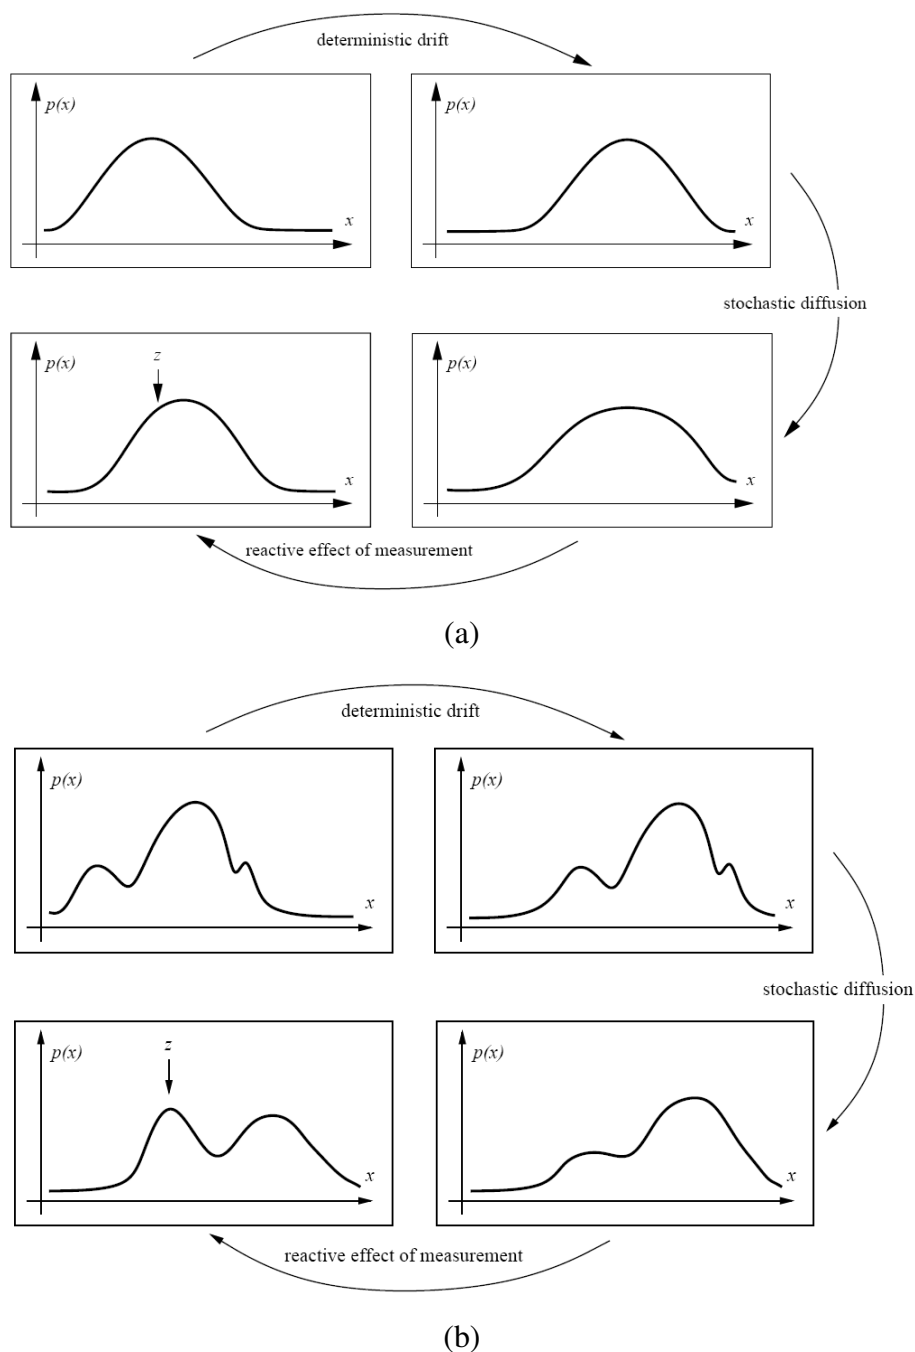 deterministic drift
p(x)
x
p(x)
x
stochastic diffusion
p(x)
z
x
p(x)
x
reactive effect of measurement
(a)
deterministic drift
p(x)
x
p(x)
x
stochastic diffusion
p(x)
z
x
p(x)
x
reactive effect of measurement
(b)